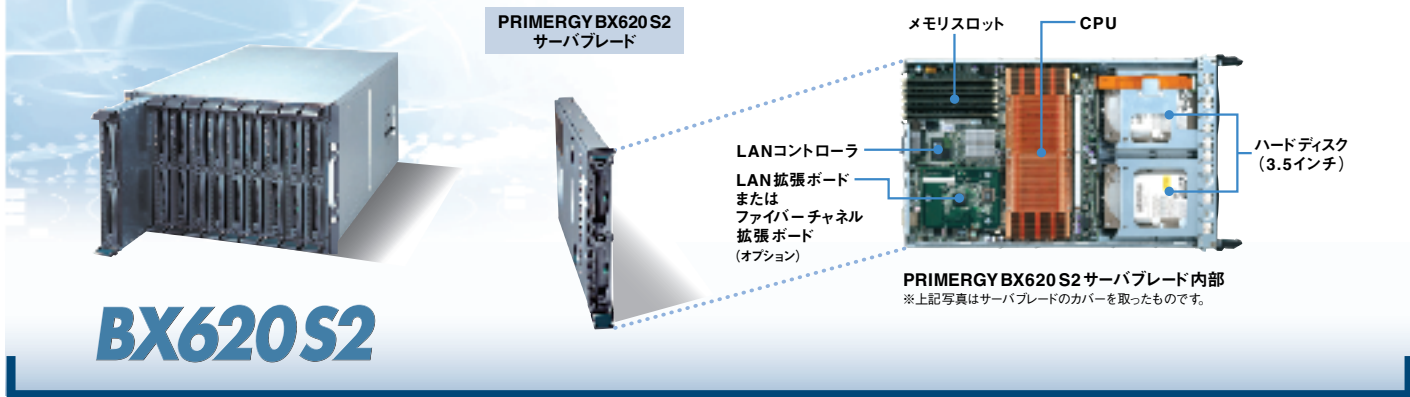 PRIMERGY BX620 S2
サーバブレード
メモリスロット
CPU
LANコントローラ
LAN拡張ボード
または
ファイバーチャネル
拡張ボード
(オプション)
ハードディスク
(3.5インチ)
PRIMERGY BX620 S2 サーバブレード内部
※上記写真はサーバブレードのカバーを取ったものです。
BX620 S2